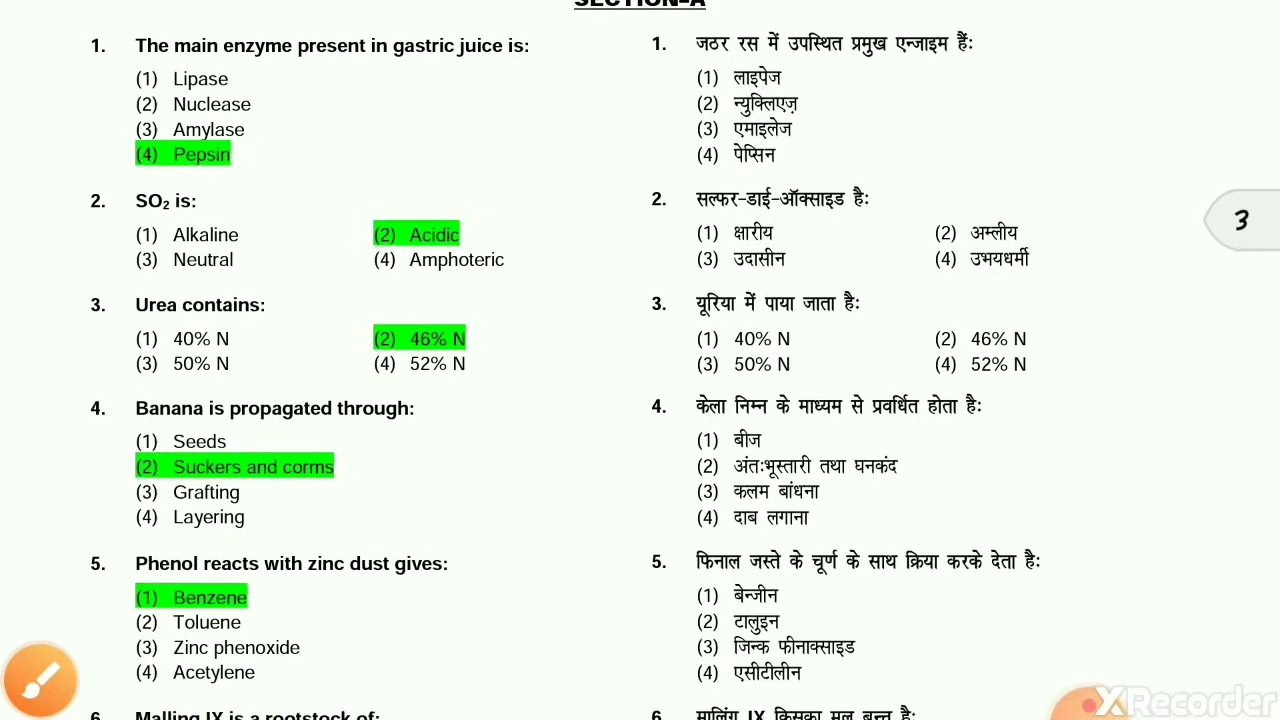 SECTION–A
1. The main enzyme present in gastric juice is:
(1) Lipase
(2) Nuclease
(3) Amylase
(4) Pepsin
2. SO₂ is:
(1) Alkaline (2) Acidic
(3) Neutral (4) Amphoteric
3. Urea contains:
(1) 40% N (2) 46% N
(3) 50% N (4) 52% N
4. Banana is propagated through:
(1) Seeds
(2) Suckers and corms
(3) Grafting
(4) Layering
5. Phenol reacts with zinc dust gives:
(1) Benzene
(2) Toluene
(3) Zinc phenoxide
(4) Acetylene
6. Malling IX is a rootstock of:
1. जठर रस में उपस्थित प्रमुख एन्जाइम हैं:
(1) लाइपेज
(2) न्युक्लिएज़
(3) एमाइलेज
(4) पेप्सिन
2. सल्फर-डाई-ऑक्साइड है:
(1) क्षारीय (2) अम्लीय
(3) उदासीन (4) उभयधर्मी
3. यूरिया में पाया जाता है:
(1) 40% N (2) 46% N
(3) 50% N (4) 52% N
4. केला निम्न के माध्यम से प्रवर्धित होता है:
(1) बीज
(2) अंतःभूस्तारी तथा घनकंद
(3) कलम बांधना
(4) दाब लगाना
5. फिनाल जस्ते के चूर्ण के साथ क्रिया करके देता है:
(1) बेन्जीन
(2) टालुइन
(3) जिन्क फीनाक्साइड
(4) एसीटीलीन
6. मालिंग IX किसका मूल वृन्त है:
3
XRecorder